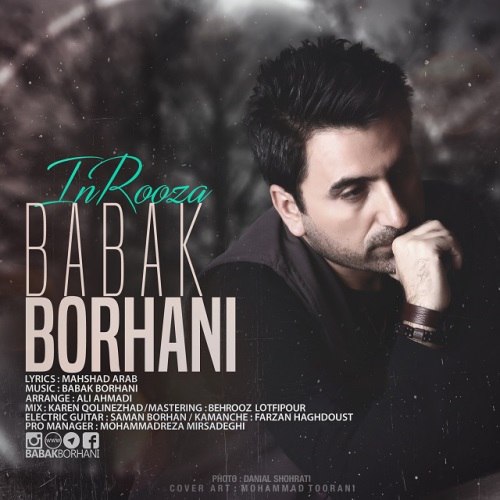 InRooza
BABAK
BORHANI
LYRICS : MAHSHAD ARAB
MUSIC : BABAK BORHANI
ARRANGE : ALI AHMADI
MIX : KAREN QOLINEZHAD / MASTERING : BEHROOZ LOTFIPOUR
ELECTRIC GUITAR : SAMAN BORHAN / KAMANCHE : FARZAN HAGHDOUST
PRO MANAGER : MOHAMMADREZA MIRSADEGHI
www
BABAKBORHANI
PHOTO : DANIAL SHOHRATI
COVER ART : MOHAMMAD TOORANI